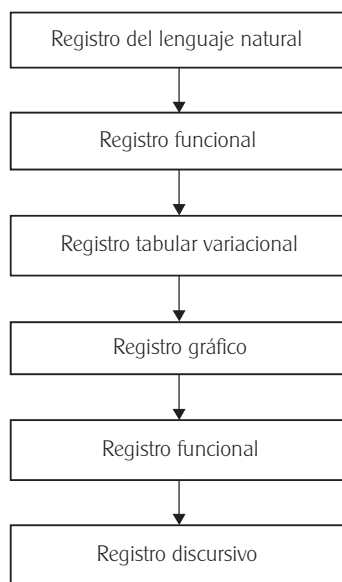 Registro del lenguaje natural
Registro funcional
Registro tabular variacional
Registro gráfico
Registro funcional
Registro discursivo